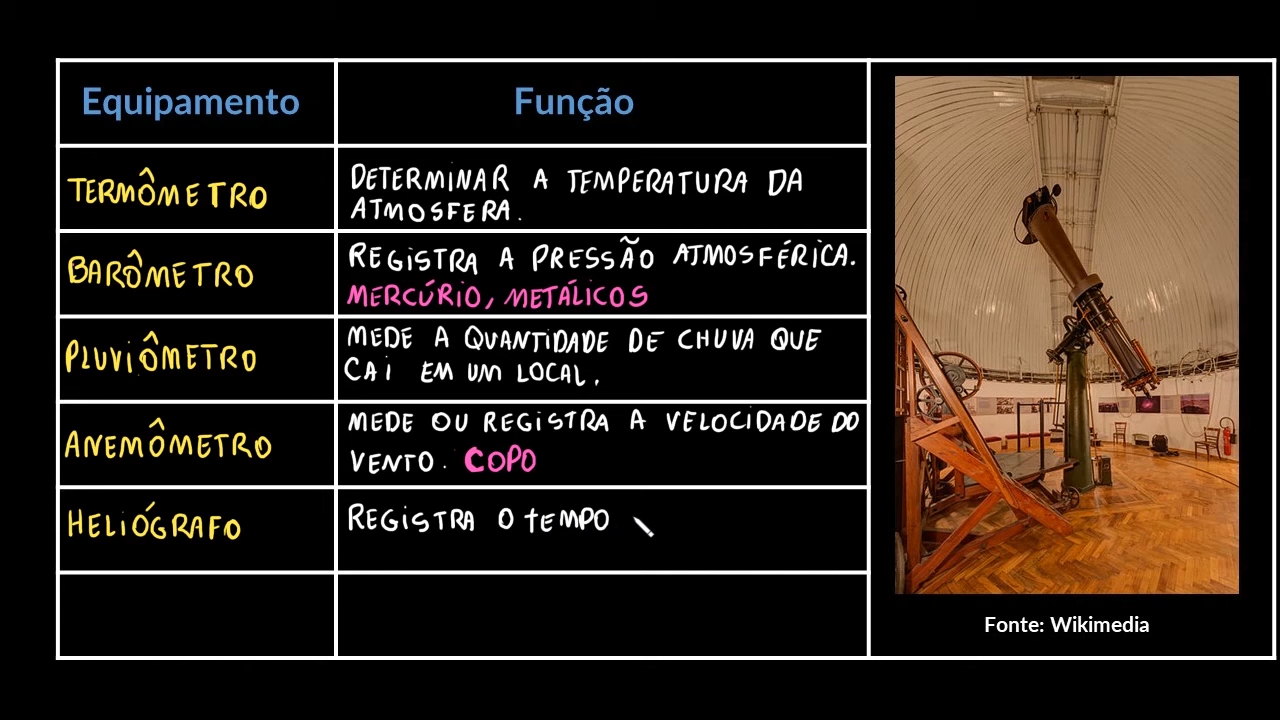 Equipamento
Função
TERMÔMETRO
DETERMINAR A TEMPERATURA DA
ATMOSFERA.
BARÔMETRO
REGISTRA A PRESSÃO ATMOSFÉRICA.
MERCÚRIO, METÁLICOS
PLUVIÔMETRO
MEDE A QUANTIDADE DE CHUVA QUE
CAI EM UM LOCAL.
ANEMÔMETRO
MEDE OU REGISTRA A VELOCIDADE DO
VENTO. COPO
HELIÓGRAFO
REGISTRA O TEMPO
Fonte: Wikimedia